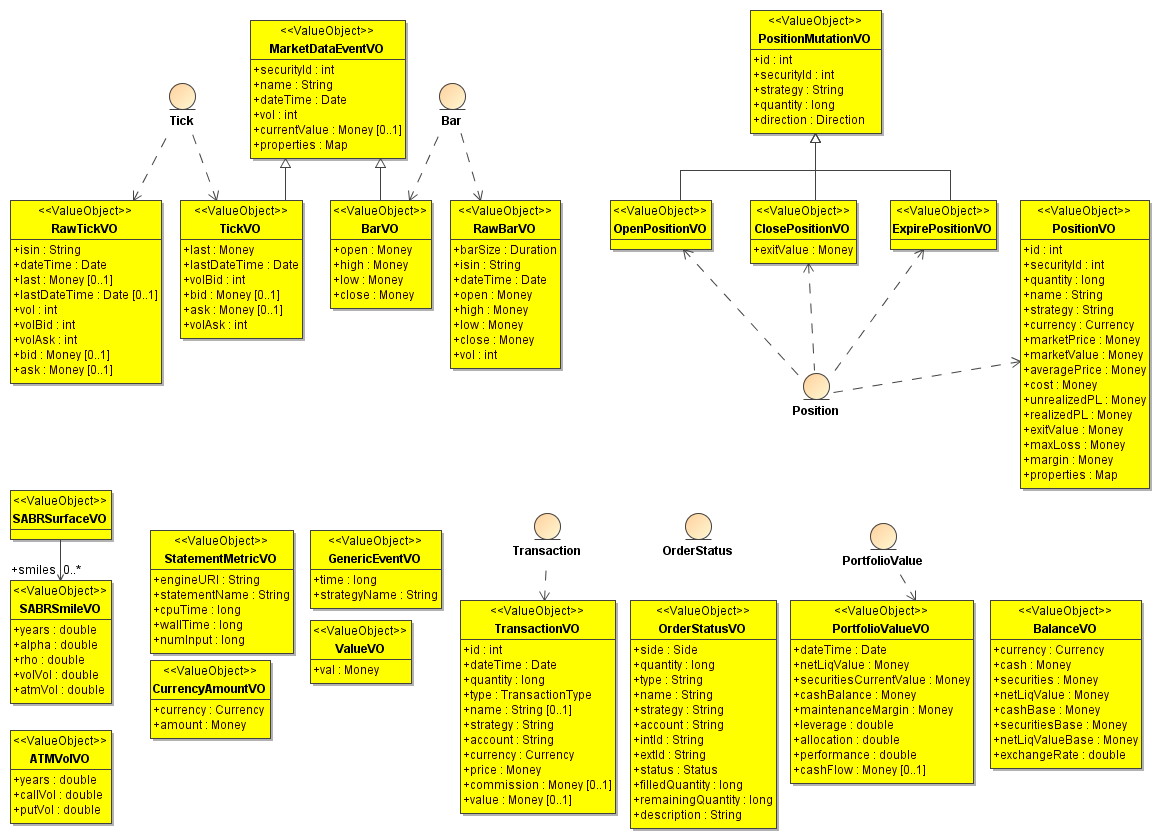 <<ValueObject>>
MarketDataEventVO
+securityId : int
+name : String
+dateTime : Date
+vol : int
+currentValue : Money [0..1]
+properties : Map
<<ValueObject>>
PositionMutationVO
+id : int
+securityId : int
+strategy : String
+quantity : long
+direction : Direction
Tick
Bar
<<ValueObject>>
RawTickVO
+isin : String
+dateTime : Date
+last : Money [0..1]
+lastDateTime : Date [0..1]
+vol : int
+volBid : int
+volAsk : int
+bid : Money [0..1]
+ask : Money [0..1]
<<ValueObject>>
TickVO
+last : Money
+lastDateTime : Date
+volBid : int
+bid : Money [0..1]
+ask : Money [0..1]
+volAsk : int
<<ValueObject>>
BarVO
+open : Money
+high : Money
+low : Money
+close : Money
<<ValueObject>>
RawBarVO
+barSize : Duration
+isin : String
+dateTime : Date
+open : Money
+high : Money
+low : Money
+close : Money
+vol : int
<<ValueObject>>
OpenPositionVO
<<ValueObject>>
ClosePositionVO
+exitValue : Money
<<ValueObject>>
ExpirePositionVO
<<ValueObject>>
PositionVO
+id : int
+securityId : int
+quantity : long
+name : String
+strategy : String
+currency : Currency
+marketPrice : Money
+marketValue : Money
+averagePrice : Money
+cost : Money
+unrealizedPL : Money
+realizedPL : Money
+exitValue : Money
+maxLoss : Money
+margin : Money
+properties : Map
Position
<<ValueObject>>
SABRSurfaceVO
+smiles 0..*
<<ValueObject>>
SABRSmileVO
+years : double
+alpha : double
+rho : double
+volVol : double
+atmVol : double
<<ValueObject>>
ATMVolVO
+years : double
+callVol : double
+putVol : double
<<ValueObject>>
StatementMetricVO
+engineURI : String
+statementName : String
+cpuTime : long
+wallTime : long
+numInput : long
<<ValueObject>>
CurrencyAmountVO
+currency : Currency
+amount : Money
<<ValueObject>>
GenericEventVO
+time : long
+strategyName : String
<<ValueObject>>
ValueVO
+val : Money
Transaction
OrderStatus
PortfolioValue
<<ValueObject>>
TransactionVO
+id : int
+dateTime : Date
+quantity : long
+type : TransactionType
+name : String [0..1]
+strategy : String
+account : String
+currency : Currency
+price : Money
+commission : Money [0..1]
+value : Money [0..1]
<<ValueObject>>
OrderStatusVO
+side : Side
+quantity : long
+type : String
+name : String
+strategy : String
+account : String
+intId : String
+extId : String
+status : Status
+filledQuantity : long
+remainingQuantity : long
+description : String
<<ValueObject>>
PortfolioValueVO
+dateTime : Date
+netLiqValue : Money
+securitiesCurrentValue : Money
+cashBalance : Money
+maintenanceMargin : Money
+leverage : double
+allocation : double
+performance : double
+cashFlow : Money [0..1]
<<ValueObject>>
BalanceVO
+currency : Currency
+cash : Money
+securities : Money
+netLiqValue : Money
+cashBase : Money
+securitiesBase : Money
+netLiqValueBase : Money
+exchangeRate : double